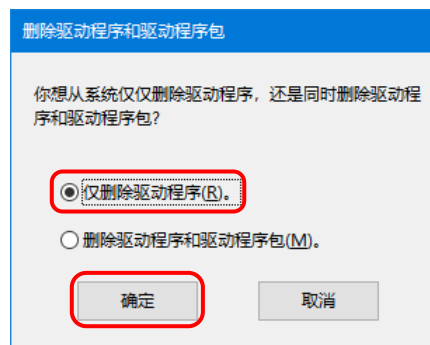 删除驱动程序和驱动程序包
你想从系统仅仅删除驱动程序，还是同时删除驱动程
序和驱动程序包?
仅删除驱动程序(R)。
删除驱动程序和驱动程序包(M)。
确定
取消